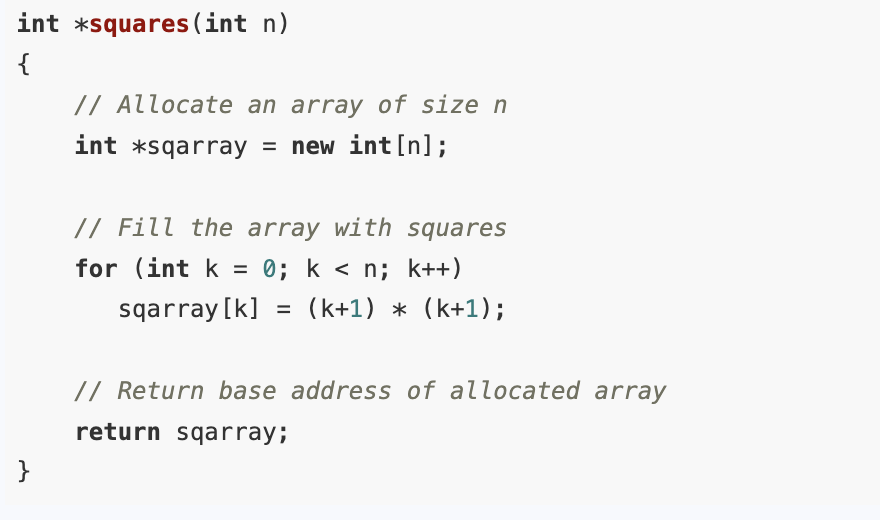 int *squares(int n)
{
    // Allocate an array of size n
    int *sqarray = new int[n];
    // Fill the array with squares
    for (int k = 0; k < n; k++)
       sqarray[k] = (k+1) * (k+1);
    // Return base address of allocated array
    return sqarray;
}